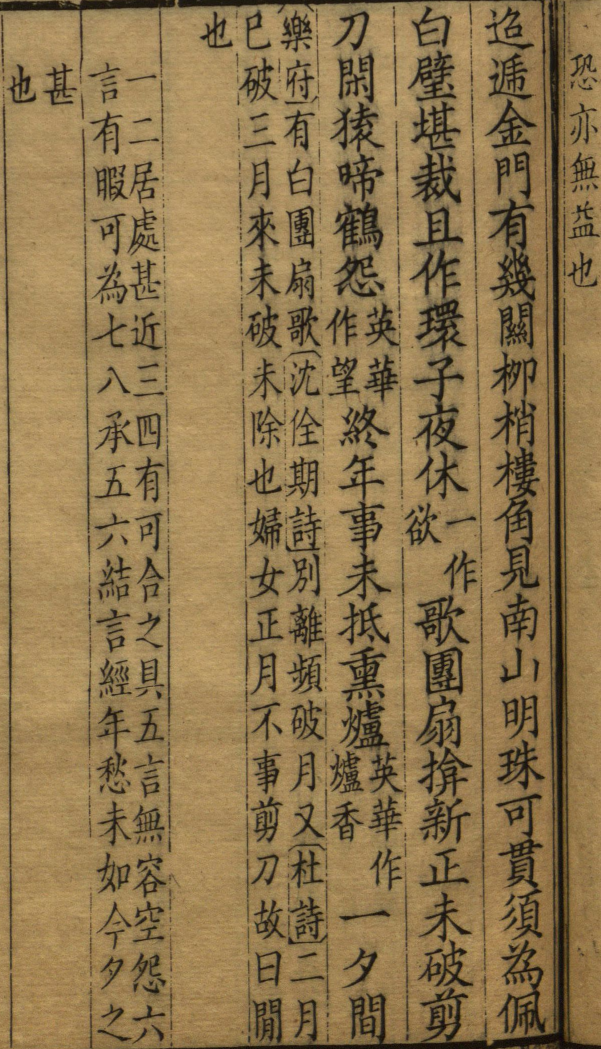 恐亦無益也
迢遞金門有幾關栁梢樓角見南山明珠可貫須為佩
白璧堪裁且作環子夜休一作欲歌團扇揜新正未破剪
刀閑猿啼鶴怨英華作望終年事未抵熏爐英華作爐香一夕間
樂府有白團扇歌沈佺期詩別離頻破月又杜詩二月
巳破三月來未破未除也婦女正月不事剪刀故曰閒
也
一二居處甚近三四有可合之具五言無容空怨六
言有暇可為七八承五六結言經年愁未如今夕之
甚
也